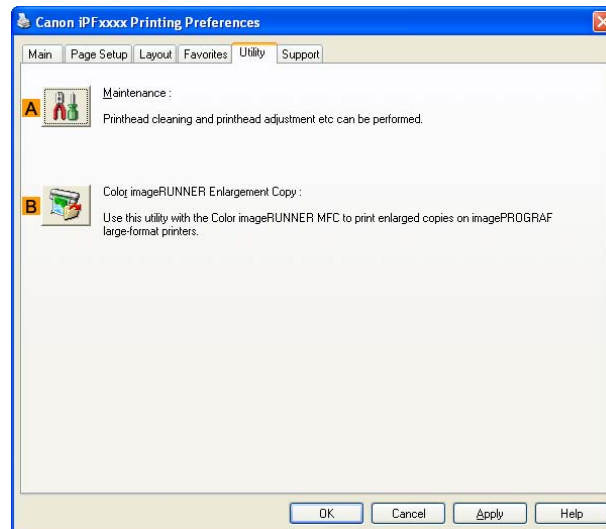 Canon iPFxxxx Printing Preferences
Main Page Setup Layout Favorites Utility Support
A
Maintenance :
Printhead cleaning and printhead adjustment etc can be performed.
B
Color imageRUNNER Enlargement Copy :
Use this utility with the Color imageRUNNER MFC to print enlarged copies on imagePROGRAF
large-format printers.
OK Cancel Apply Help